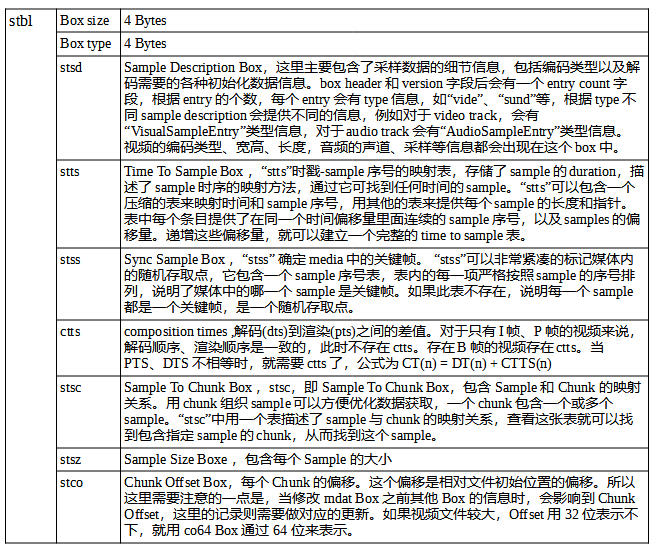 stbl
Box size 4 Bytes
Box type 4 Bytes
stsd Sample Description Box，这里主要包含了采样数据的细节信息，包括编码类型以及解
码需要的各种初始化数据信息。box header 和 version 字段后会有一个 entry count 字
段，根据 entry 的个数，每个 entry 会有 type 信息，如“vide”、“sund”等，根据 type 不
同 sample description 会提供不同的信息，例如对于 video track，会有
“VisualSampleEntry”类型信息，对于 audio track 会有“AudioSampleEntry”类型信息。
视频的编码类型、宽高、长度，音频的声道、采样等信息都会出现在这个 box 中。
stts Time To Sample Box ，“stts”时戳-sample 序号的映射表，存储了 sample 的 duration，描
述了 sample 时序的映射方法，通过它可找到任何时间的 sample。“stts”可以包含一个
压缩的表来映射时间和 sample 序号，用其他的表来提供每个 sample 的长度和指针。
表中每个条目提供了在同一个时间偏移量里面连续的 sample 序号，以及 samples 的偏
移量。递增这些偏移量，就可以建立一个完整的 time to sample 表。
stss Sync Sample Box ，“stss” 确定 media 中的关键帧。 “stss”可以非常紧凑的标记媒体内
的随机存取点，它包含一个 sample 序号表，表内的每一项严格按照 sample 的序号排
列，说明了媒体中的哪一个 sample 是关键帧。如果此表不存在，说明每一个 sample
都是一个关键帧，是一个随机存取点。
ctts composition times ,解码(dts)到渲染(pts)之间的差值。对于只有 I 帧、P 帧的视频来说，
解码顺序、渲染顺序是一致的，此时不存在 ctts。存在 B 帧的视频存在 ctts。当
PTS、DTS 不相等时，就需要 ctts 了，公式为 CT(n) = DT(n) + CTTS(n)
stsc Sample To Chunk Box ，stsc，即 Sample To Chunk Box，包含 Sample 和 Chunk 的映射
关系。用 chunk 组织 sample 可以方便优化数据获取，一个 chunk 包含一个或多个
sample。“stsc”中用一个表描述了 sample 与 chunk 的映射关系，查看这张表就可以找
到包含指定 sample 的 chunk，从而找到这个 sample。
stsz Sample Size Boxe ，包含每个 Sample 的大小
stco Chunk Offset Box，每个 Chunk 的偏移。这个偏移是相对文件初始位置的偏移。所以
这里需要注意的一点是，当修改 mdat Box 之前其他 Box 的信息时，会影响到 Chunk
Offset，这里的记录则需要做对应的更新。如果视频文件较大，Offset 用 32 位表示不
下，就用 co64 Box 通过 64 位来表示。